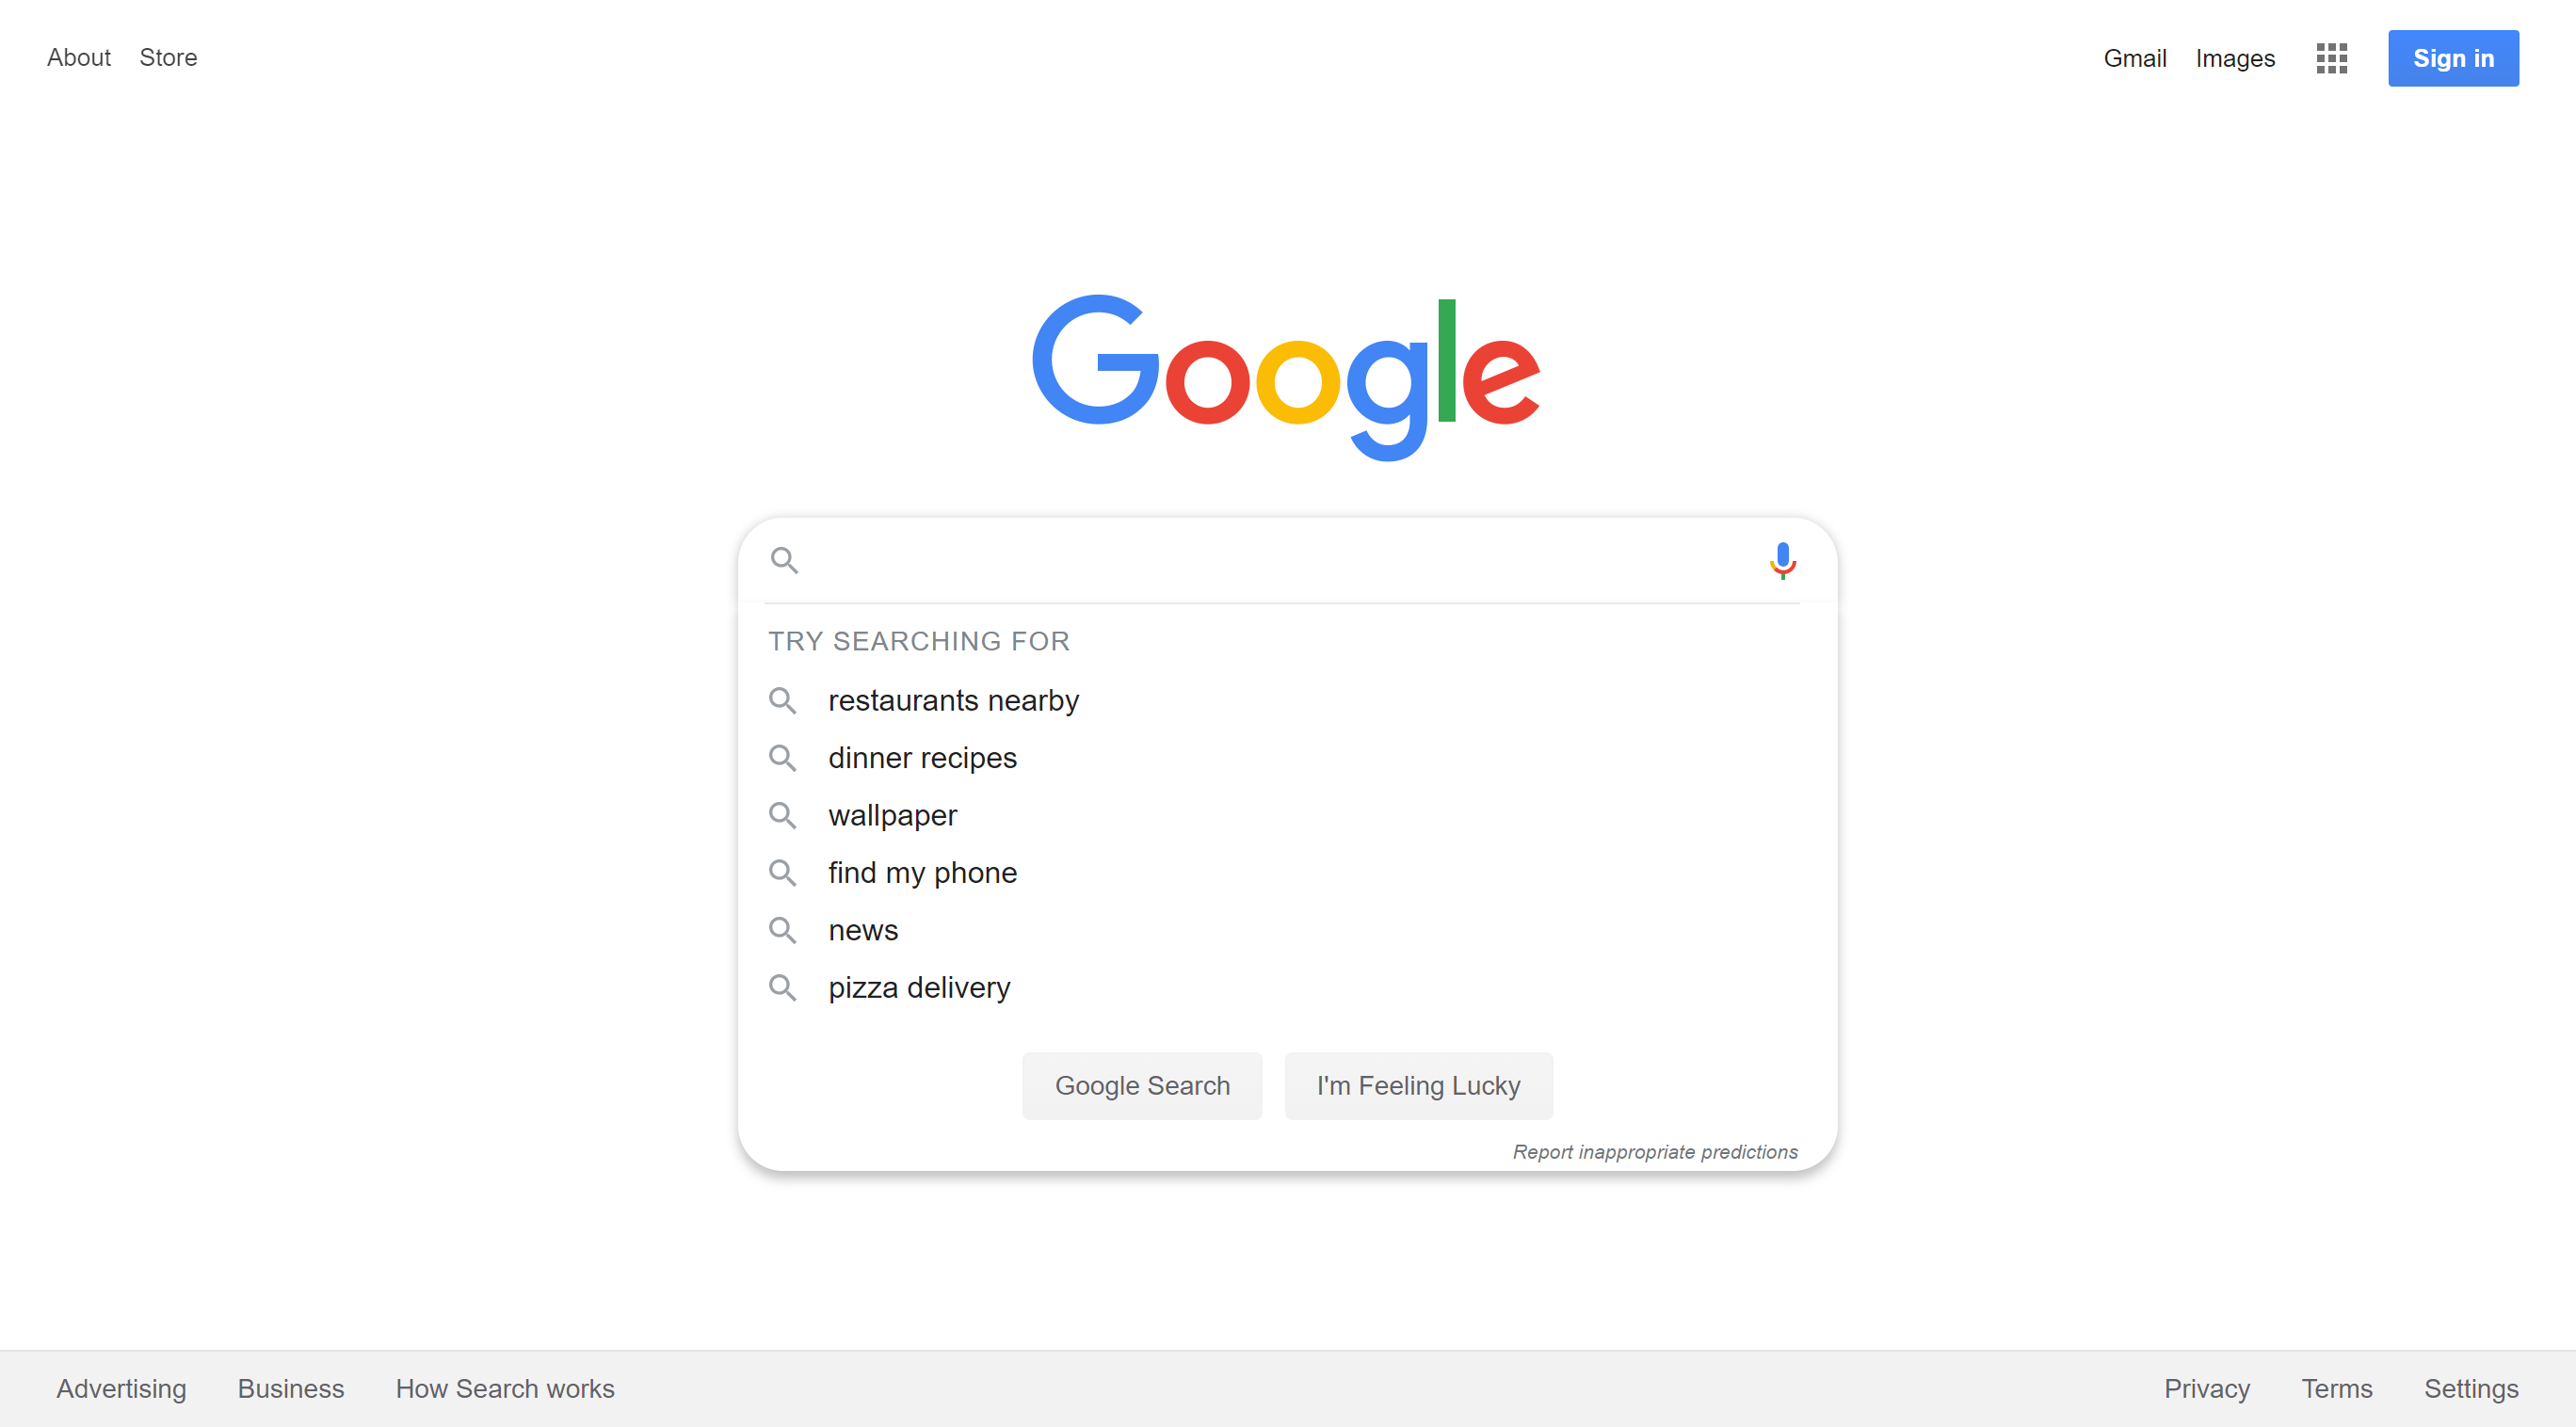 About Store
Gmail Images Sign in
Google
TRY SEARCHING FOR
restaurants nearby
dinner recipes
wallpaper
find my phone
news
pizza delivery
Google Search I'm Feeling Lucky
Report inappropriate predictions
Advertising Business How Search works
Privacy Terms Settings